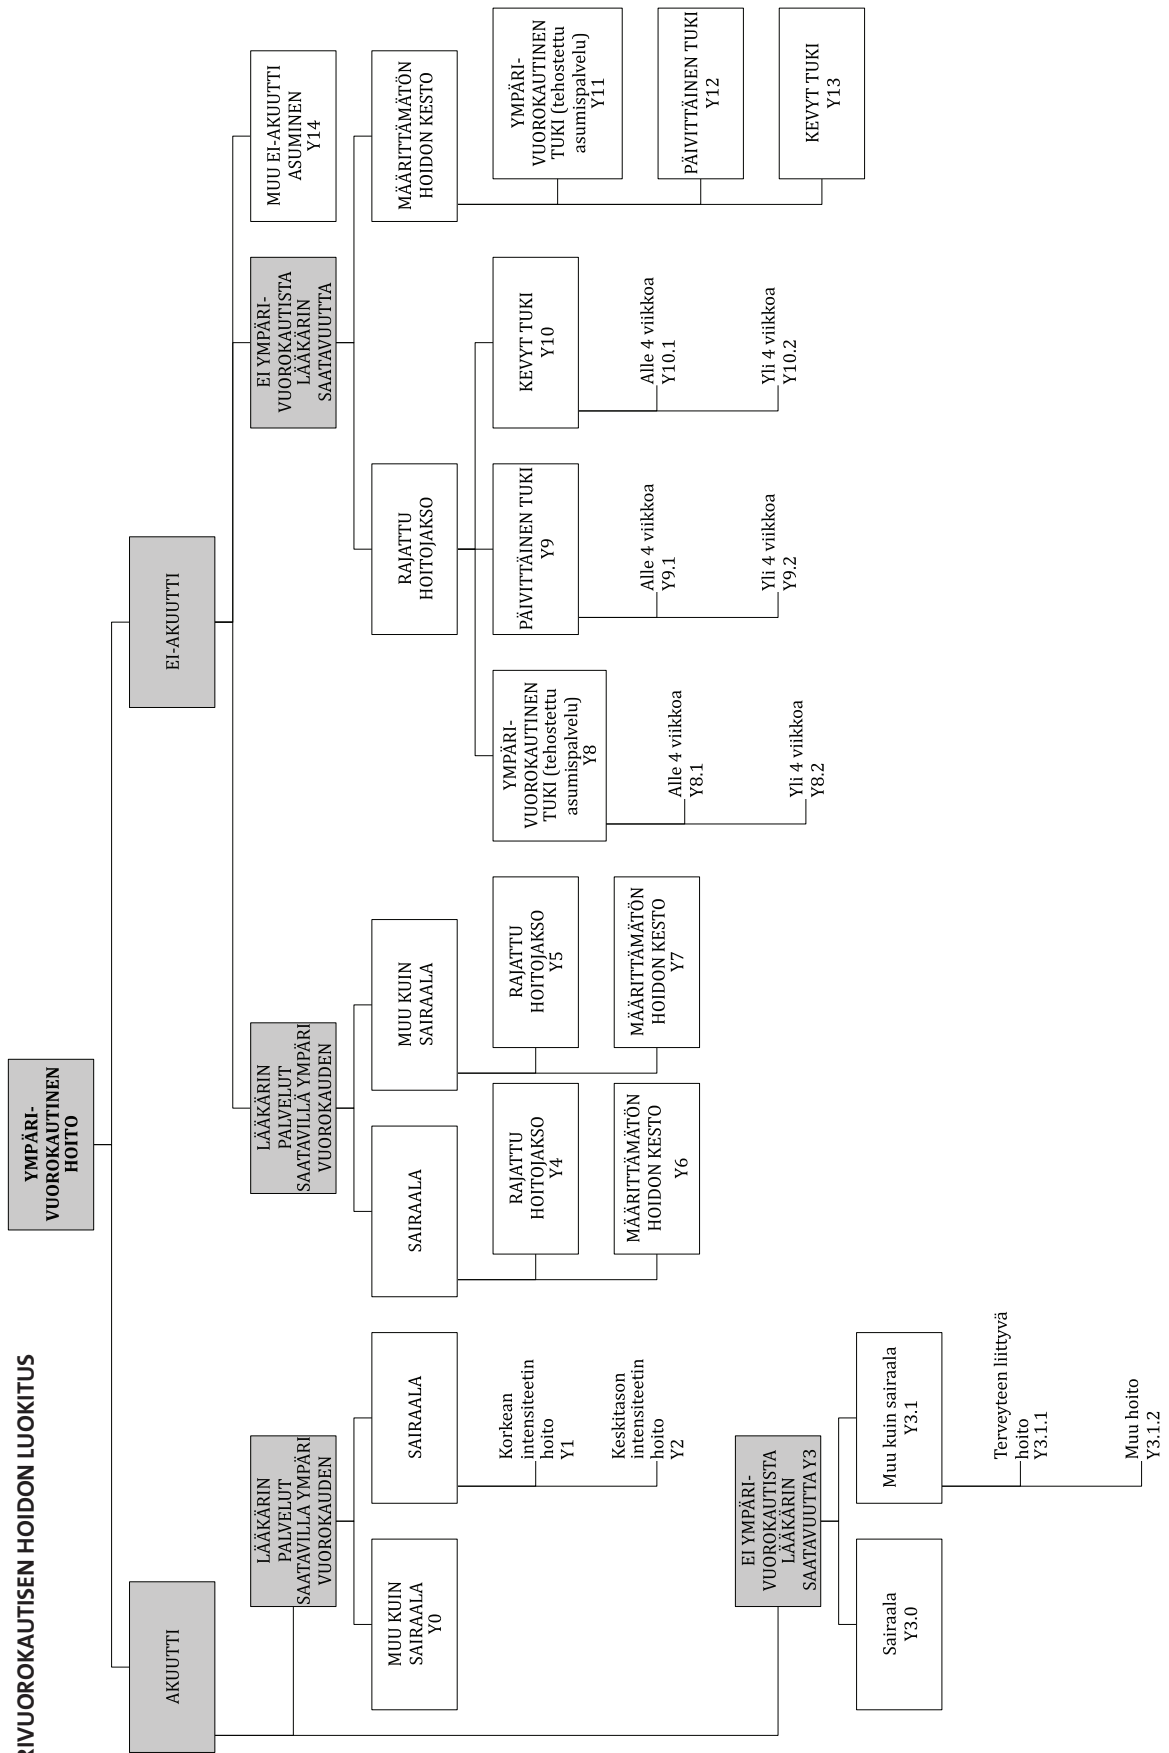 RIVUOROKAUTISEN HOIDON LUOKITUS
YMPÄRI-
VUOROKAUTINEN
HOITO
AKUUTTI
LÄÄKÄRIN
PALVELUT
SAATAVILLA YMPÄRI
VUOROKAUDEN
MUU KUIN
SAIRAALA
Y0
SAIRAALA
Korkean
intensiteetin
hoito
Y1
Keskitason
intensiteetin
hoito
Y2
EI YMPÄRI-
VUOROKAUTISTA
LÄÄKÄRIN
SAATAVUUTTA Y3
Sairaala
Y3.0
Muu kuin sairaala
Y3.1
Terveyteen liittyvä
hoito
Y3.1.1
Muu hoito
Y3.1.2
EI-AKUUTTI
LÄÄKÄRIN
PALVELUT
SAATAVILLÄ YMPÄRI
VUOROKAUDEN
SAIRAALA
RAJATTU
HOITOJAKSO
Y4
MÄÄRITTÄMÄTÖN
HOIDON KESTO
Y6
MUU KUIN
SAIRAALA
RAJATTU
HOITOJAKSO
Y5
MÄÄRITTÄMÄTÖN
HOIDON KESTO
Y7
EI YMPÄRI-
VUOROKAUTISTA
LÄÄKÄRIN
SAATAVUUTTA
RAJATTU
HOITOJAKSO
YMPÄRI-
VUOROKAUTINEN
TUKI (tehostettu
asumispalvelu)
Y8
Alle 4 viikkoa
Y8.1
Yli 4 viikkoa
Y8.2
PÄIVITTÄINEN TUKI
Y9
Alle 4 viikkoa
Y9.1
Yli 4 viikkoa
Y9.2
KEVYT TUKI
Y10
Alle 4 viikkoa
Y10.1
Yli 4 viikkoa
Y10.2
MÄÄRITTÄMÄTÖN
HOIDON KESTO
YMPÄRI-
VUOROKAUTINEN
TUKI (tehostettu
asumispalvelu)
Y11
PÄIVITTÄINEN TUKI
Y12
KEVYT TUKI
Y13
MUU EI-AKUUTTI
ASUMINEN
Y14